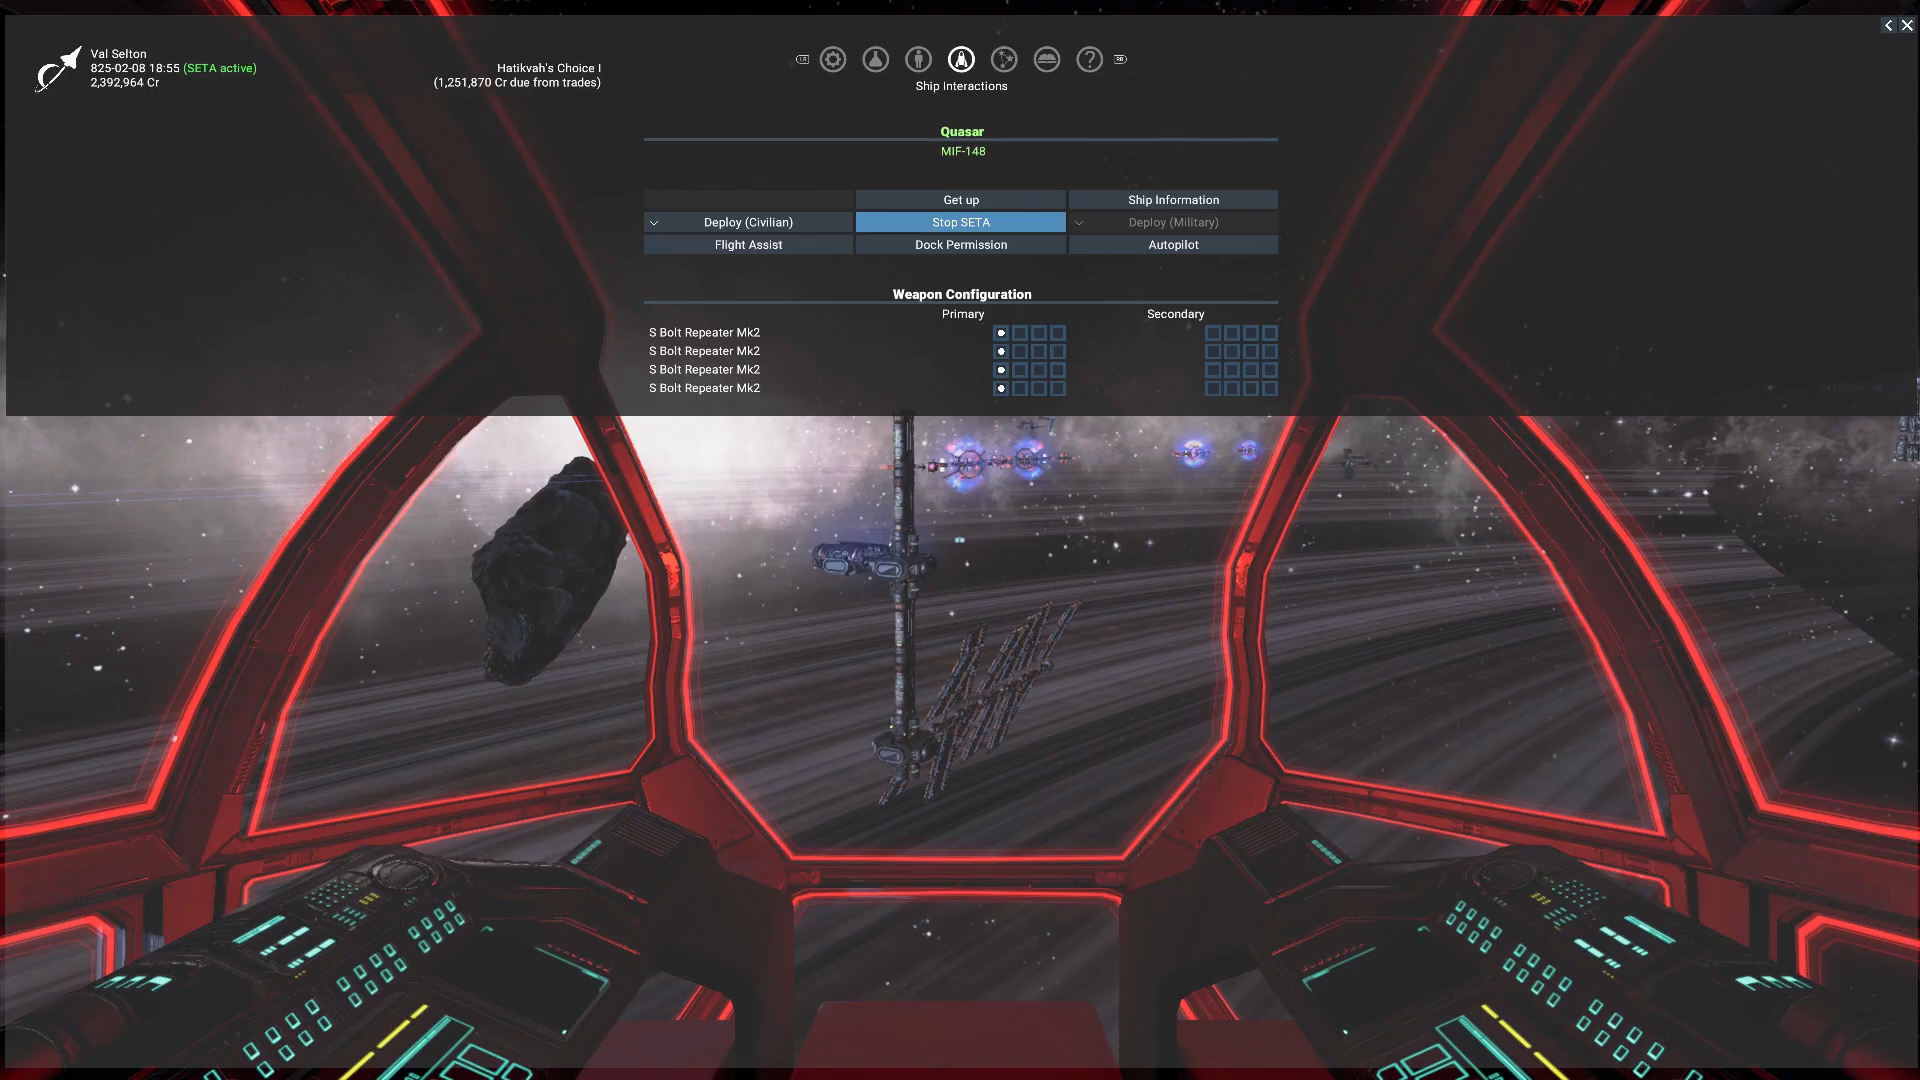 Val Selton
825-02-08 18:55 (SETA active)
2,392,964 Cr
Hatikvah's Choice I
(1,251,870 Cr due from trades)
LB
?
RB
Ship Interactions
Quasar
MIF-148
Get up
Ship Information
Deploy (Civilian)
Stop SETA
Deploy (Military)
Flight Assist
Dock Permission
Autopilot
Weapon Configuration
Primary
Secondary
S Bolt Repeater Mk2
S Bolt Repeater Mk2
S Bolt Repeater Mk2
S Bolt Repeater Mk2